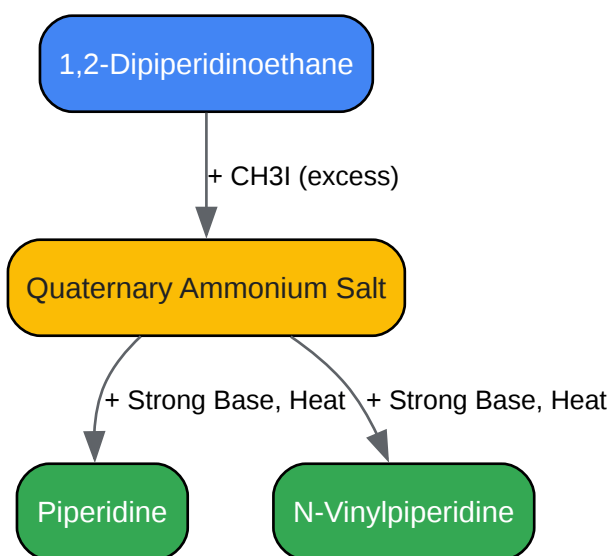 1,2-Dipiperidinoethane
+ CH3I (excess)
Quaternary Ammonium Salt
+ Strong Base, Heat
+ Strong Base, Heat
Piperidine
N-Vinylpiperidine